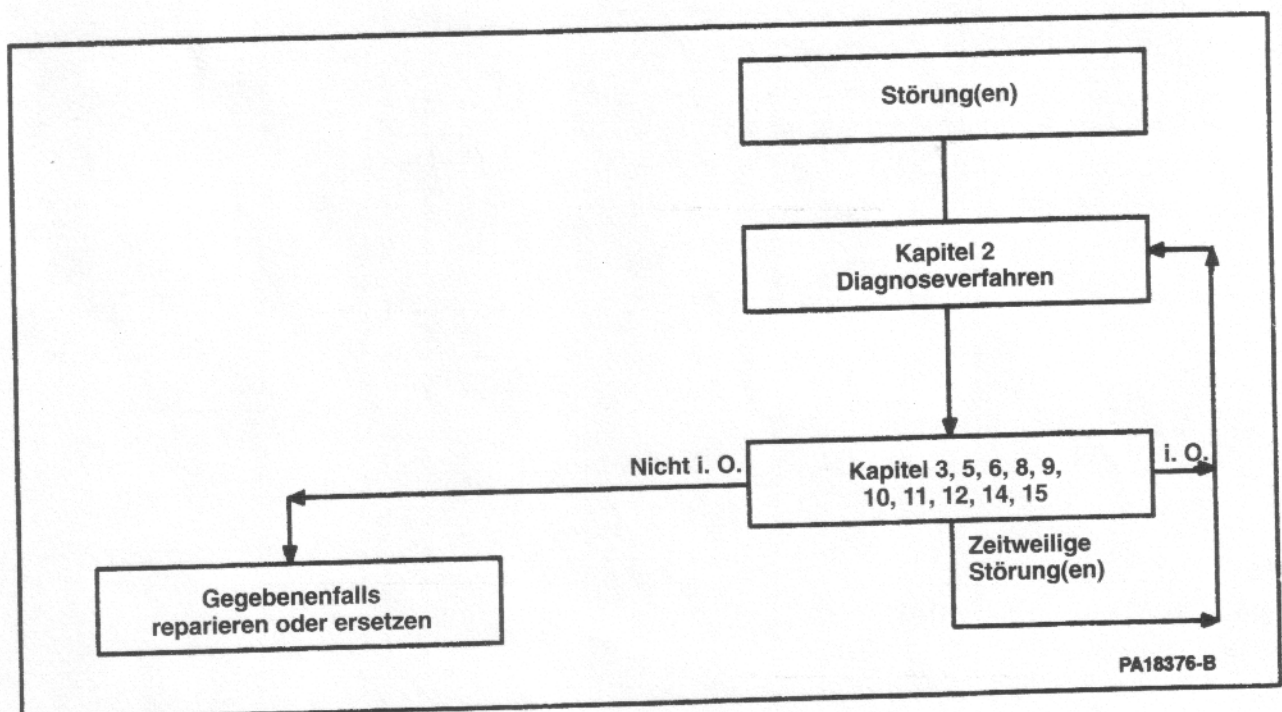 Störung(en)
Kapitel 2
Diagnoseverfahren
Nicht i. O.
Kapitel 3, 5, 6, 8, 9,
10, 11, 12, 14, 15
i. O.
Zeitweilige
Störung(en)
Gegebenenfalls
reparieren oder ersetzen
PA18376-B